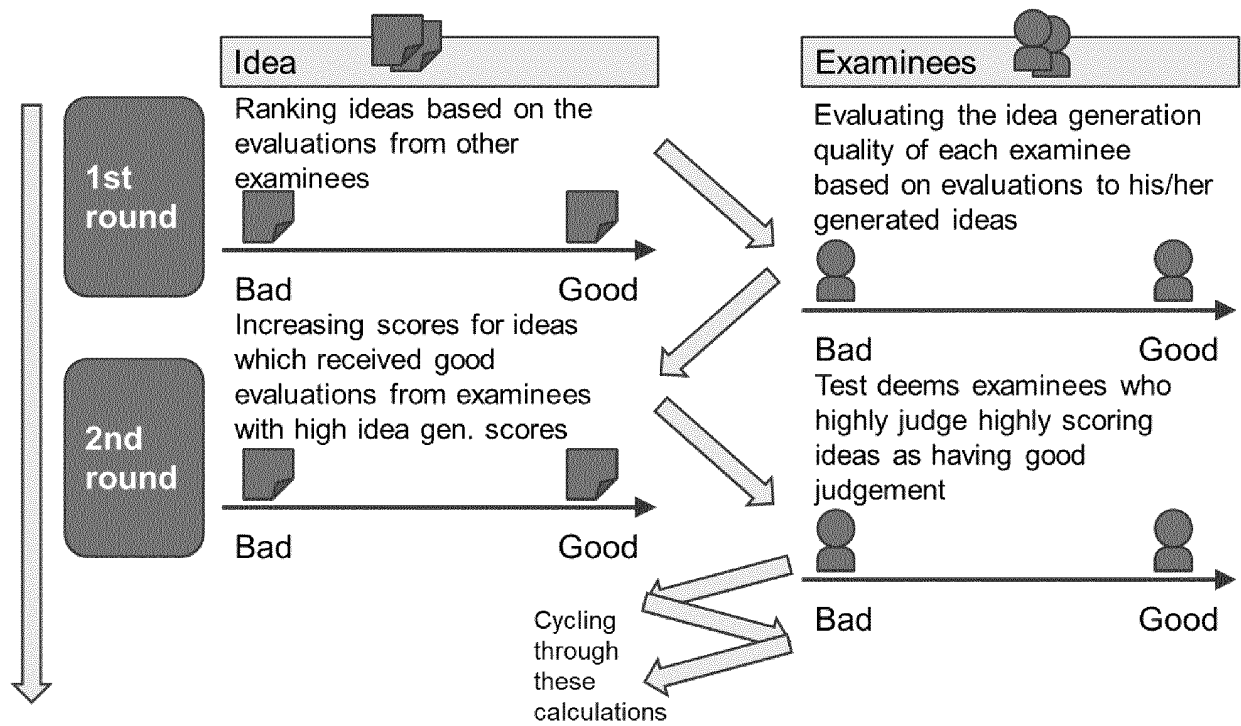 Idea
Examinees
1st
round
Ranking ideas based on the
evaluations from other
examinees
Bad
Good
Evaluating the idea generation
quality of each examinee
based on evaluations to his/her
generated ideas
Bad
Good
2nd
round
Increasing scores for ideas
which received good
evaluations from examinees
with high idea gen. scores
Bad
Good
Test deems examinees who
highly judge highly scoring
ideas as having good
judgement
Bad
Good
Cycling
through
these
calculations